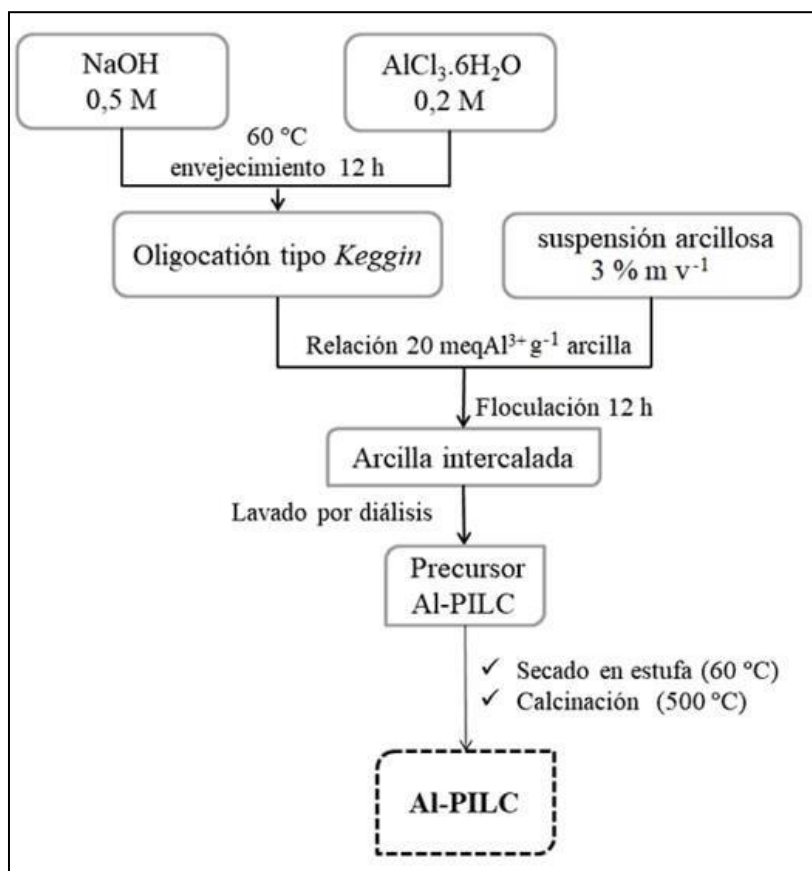 NaOH
0,5 M
AlCl₃.6H₂O
0,2 M
60 °C
envejecimiento 12 h
Oligocatión tipo Keggin
suspensión arcillosa
3 % m v⁻¹
Relación 20 meqAl³⁺ g⁻¹ arcilla
Floculación 12 h
Arcilla intercalada
Lavado por diálisis
Precursor
Al-PILC
✓ Secado en estufa (60 °C)
✓ Calcinación (500 °C)
Al-PILC